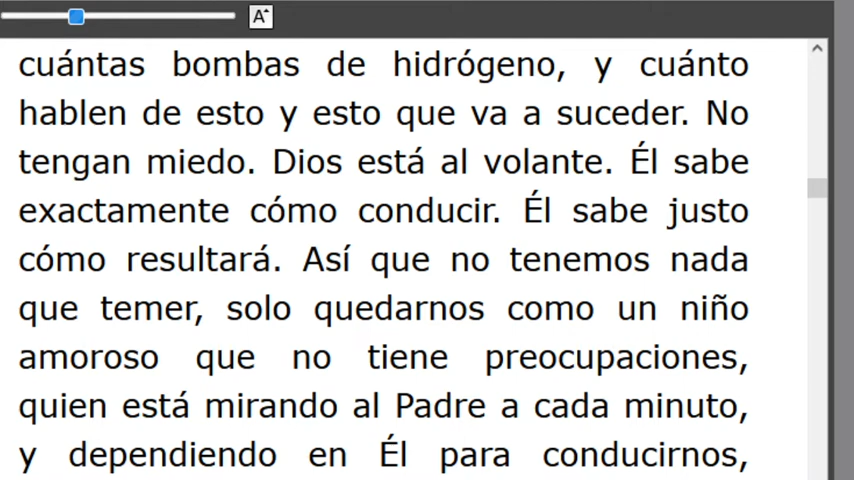 A
cuántas bombas de hidrógeno, y cuánto
hablen de esto y esto que va a suceder. No
tengan miedo. Dios está al volante. Él sabe
exactamente cómo conducir. Él sabe justo
cómo resultará. Así que no tenemos nada
que temer, solo quedarnos como un niño
amoroso que no tiene preocupaciones,
quien está mirando al Padre a cada minuto,
y dependiendo en Él para conducirnos,